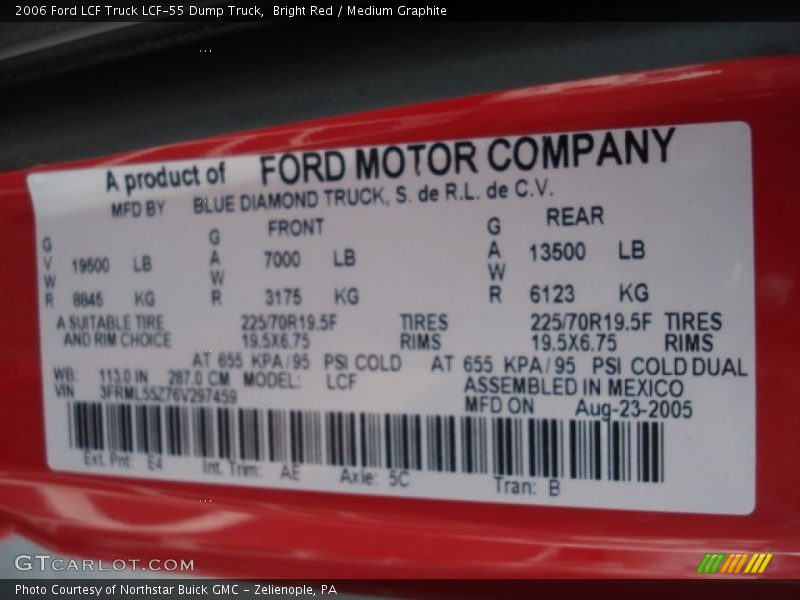 2006 Ford LCF Truck LCF-55 Dump Truck,  Bright Red / Medium Graphite
A product of FORD MOTOR COMPANY
MFD BY BLUE DIAMOND TRUCK, S. de R.L. de C.V.
GVWR 19500 LB
8845 KG
GAWR FRONT
7000 LB
3175 KG
GAWR REAR
13500 LB
6123 KG
A SUITABLE TIRE 225/70R19.5F TIRES 225/70R19.5F TIRES
AND RIM CHOICE 19.5X6.75 RIMS 19.5X6.75 RIMS
AT 655 KPA/95 PSI COLD AT 655 KPA/95 PSI COLD DUAL
WB: 113.0 IN 287.0 CM MODEL: LCF ASSEMBLED IN MEXICO
VIN 3FRML55Z76V297459 MFD ON Aug-23-2005
Ext. Pnt: E4 Int. Trim: AE Axle: 5C Tran: B
GTCARLOT.COM
Photo Courtesy of Northstar Buick GMC - Zelienople, PA